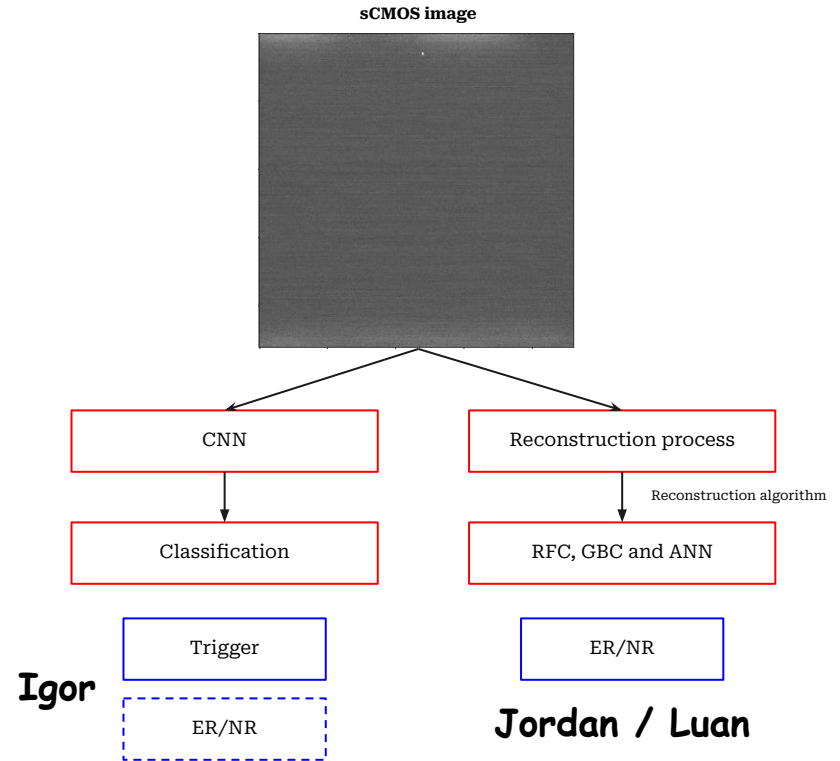 sCMOS image
CNN
Reconstruction process
Reconstruction algorithm
Classification
RFC, GBC and ANN
Trigger
ER/NR
Igor
ER/NR
Jordan / Luan